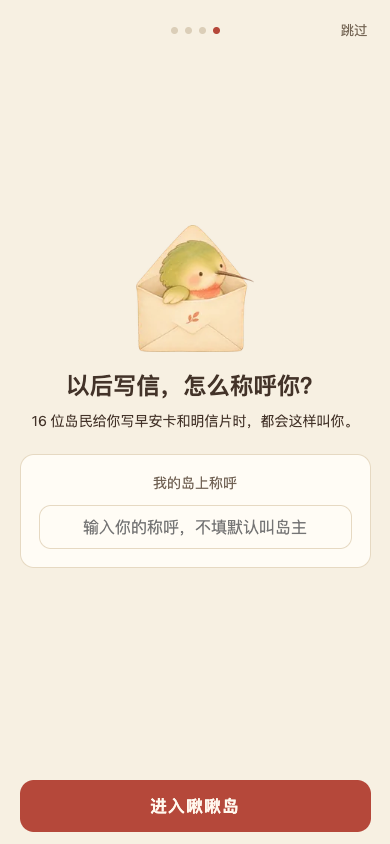 跳过
以后写信，怎么称呼你？
16 位岛民给你写早安卡和明信片时，都会这样叫你。
我的岛上称呼
输入你的称呼，不填默认叫岛主
进入啾啾岛